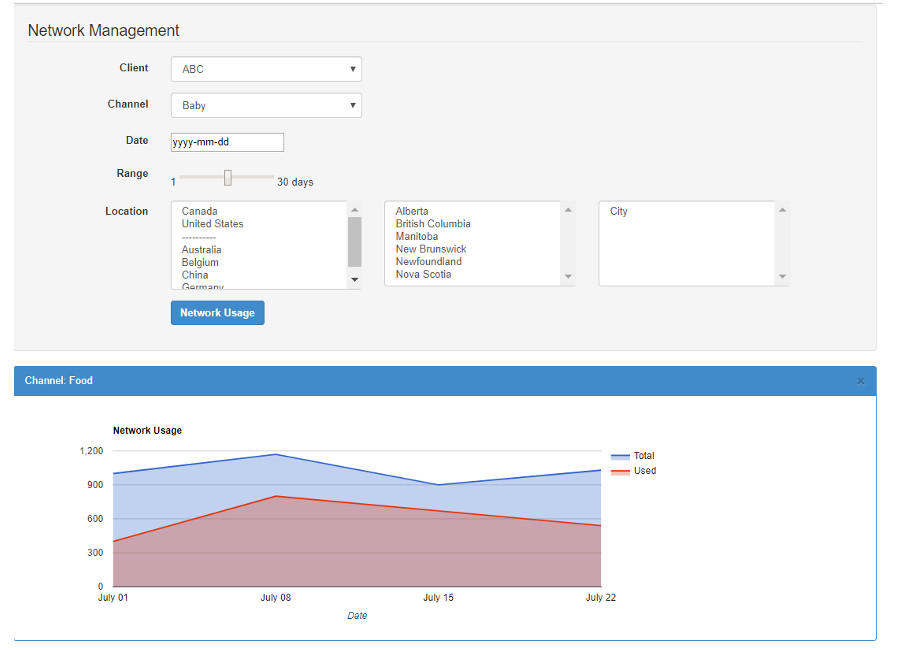 Network Management
Client
ABC
Channel
Baby
Date
yyyy-mm-dd
Range
1
30 days
Location
Canada
United States
----------
Australia
Belgium
China
Germany
Alberta
British Columbia
Manitoba
New Brunswick
Newfoundland
Nova Scotia
City
Network Usage
Channel: Food
×
Network Usage
1,200
900
600
300
0
July 01
July 08
July 15
July 22
Date
Total
Used